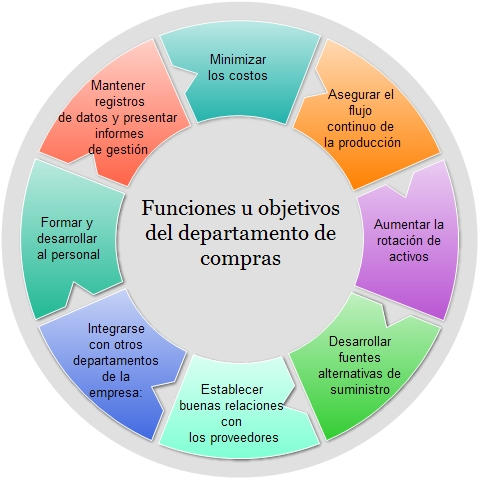 Funciones u objetivos
del departamento de
compras
Minimizar
los costos
Asegurar el
flujo
continuo de
la producción
Aumentar la
rotación de
activos
Desarrollar
fuentes
alternativas de
suministro
Establecer
buenas relaciones
con
los proveedores
Integrarse
con otros
departamentos
de la
empresa:
Formar y
desarrollar
al personal
Mantener
registros
de datos y presentar
informes
de gestión